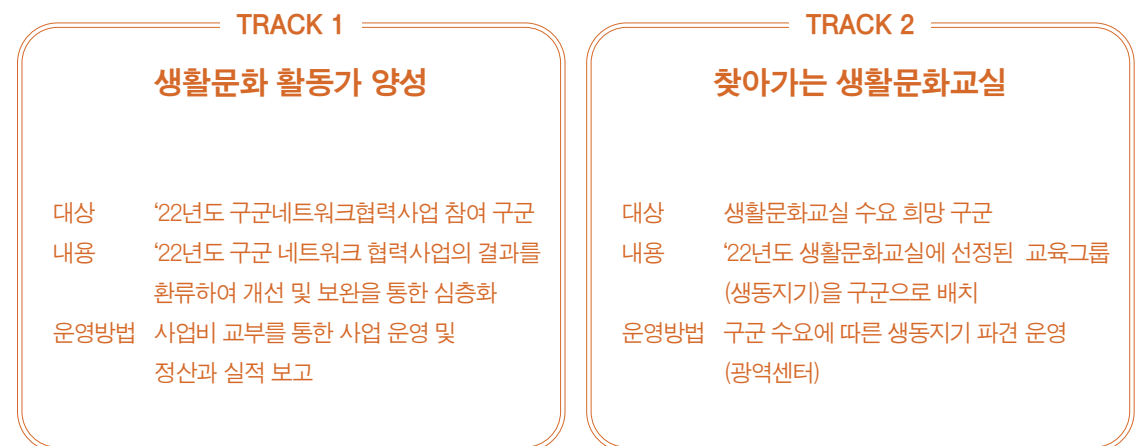 TRACK 1
생활문화 활동가 양성
대상 ‘22년도 구군네트워크협력사업 참여 구군
내용 ‘22년도 구군 네트워크 협력사업의 결과를
환류하여 개선 및 보완을 통한 심층화
운영방법 사업비 교부를 통한 사업 운영 및
정산과 실적 보고
TRACK 2
찾아가는 생활문화교실
대상 생활문화교실 수요 희망 구군
내용 ‘22년도 생활문화교실에 선정된 교육그룹
(생동지기)을 구군으로 배치
운영방법 구군 수요에 따른 생동지기 파견 운영
(광역센터)